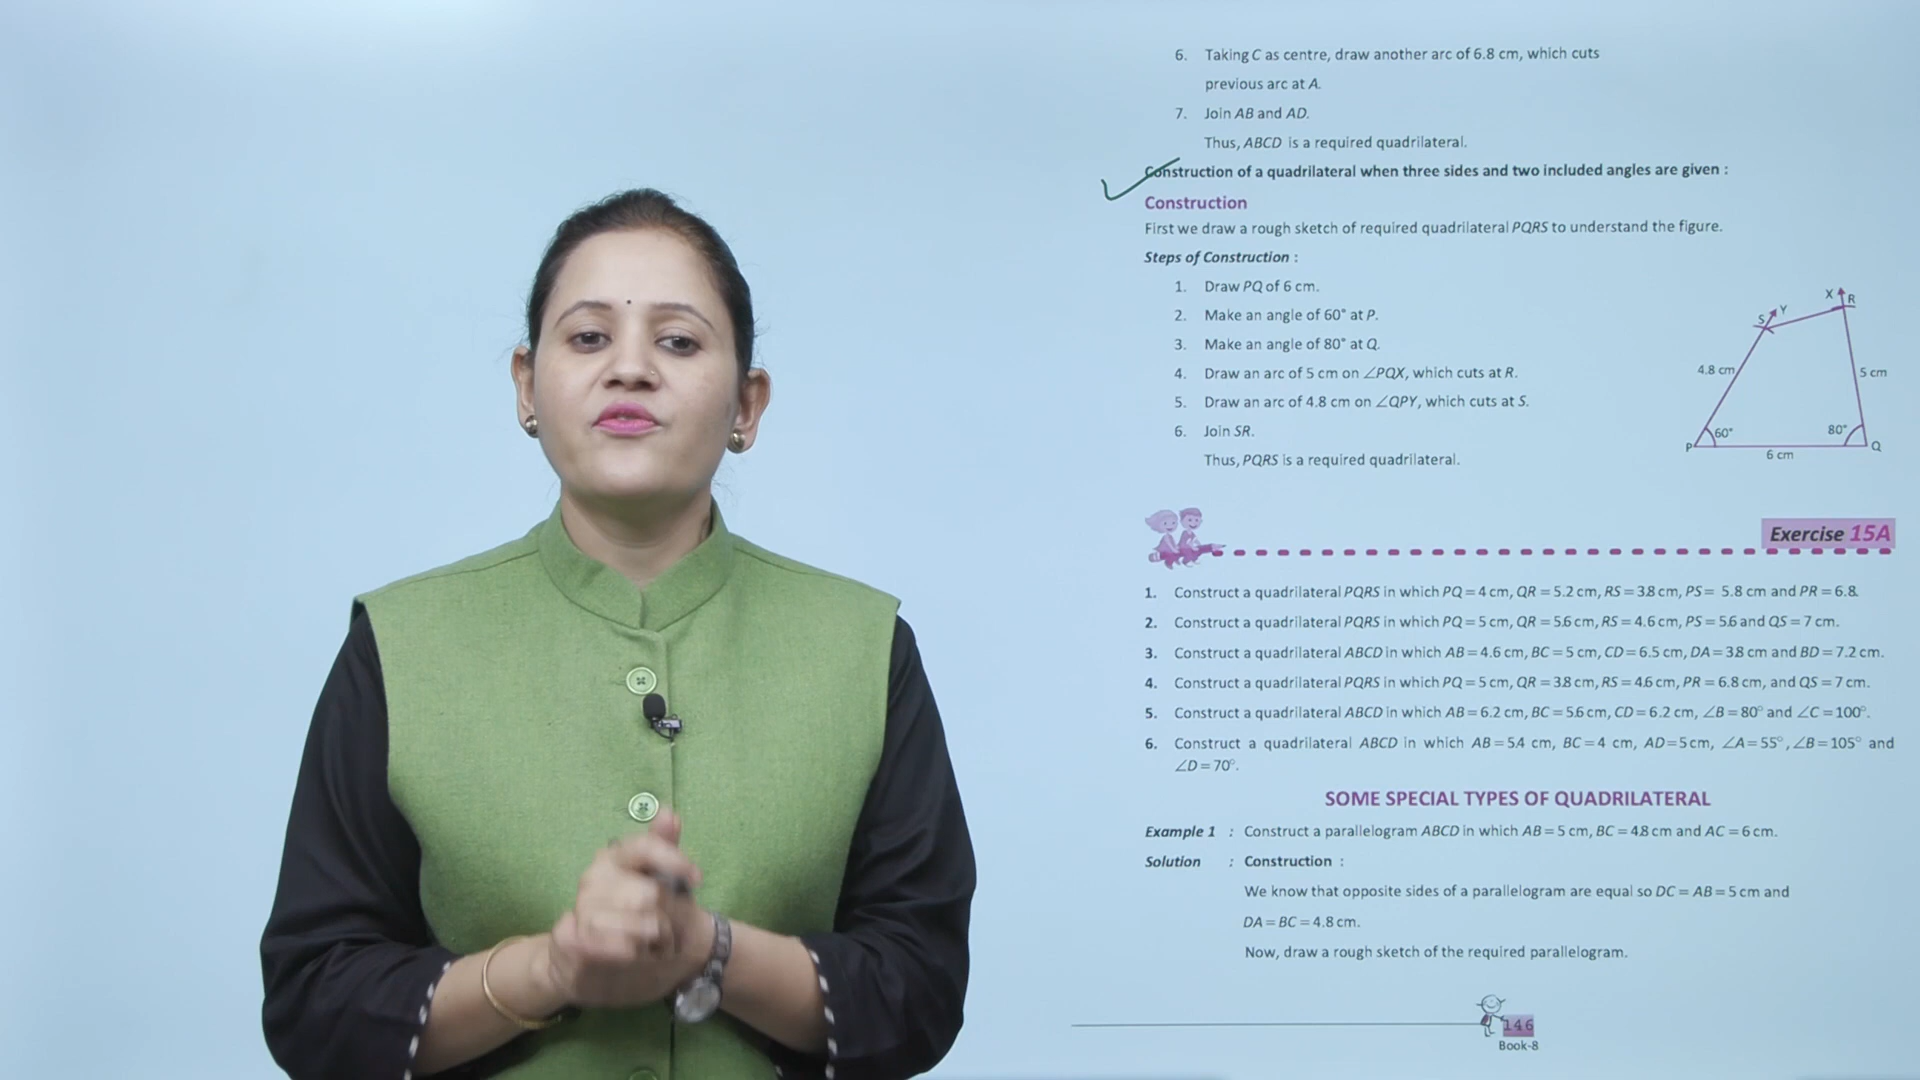 6. Taking C as centre, draw another arc of 6.8 cm, which cuts
previous arc at A.
7. Join AB and AD.
Thus, ABCD is a required quadrilateral.
Construction of a quadrilateral when three sides and two included angles are given :
Construction
First we draw a rough sketch of required quadrilateral PQRS to understand the figure.
Steps of Construction :
1. Draw PQ of 6 cm.
2. Make an angle of 60° at P.
3. Make an angle of 80° at Q.
4. Draw an arc of 5 cm on ∠PQX, which cuts at R.
5. Draw an arc of 4.8 cm on ∠QPY, which cuts at S.
6. Join SR.
Thus, PQRS is a required quadrilateral.
X R
S Y
4.8 cm 5 cm
60° 80°
P Q
6 cm
Exercise 15A
1. Construct a quadrilateral PQRS in which PQ = 4 cm, QR = 5.2 cm, RS = 3.8 cm, PS = 5.8 cm and PR = 6.8.
2. Construct a quadrilateral PQRS in which PQ = 5 cm, QR = 5.6 cm, RS = 4.6 cm, PS = 5.6 and QS = 7 cm.
3. Construct a quadrilateral ABCD in which AB = 4.6 cm, BC = 5 cm, CD = 6.5 cm, DA = 3.8 cm and BD = 7.2 cm.
4. Construct a quadrilateral PQRS in which PQ = 5 cm, QR = 3.8 cm, RS = 4.6 cm, PR = 6.8 cm, and QS = 7 cm.
5. Construct a quadrilateral ABCD in which AB = 6.2 cm, BC = 5.6 cm, CD = 6.2 cm, ∠B = 80° and ∠C = 100°.
6. Construct a quadrilateral ABCD in which AB = 5.4 cm, BC = 4 cm, AD = 5 cm, ∠A = 55°, ∠B = 105° and
∠D = 70°.
SOME SPECIAL TYPES OF QUADRILATERAL
Example 1 : Construct a parallelogram ABCD in which AB = 5 cm, BC = 4.8 cm and AC = 6 cm.
Solution : Construction :
We know that opposite sides of a parallelogram are equal so DC = AB = 5 cm and
DA = BC = 4.8 cm.
Now, draw a rough sketch of the required parallelogram.
146
Book-8